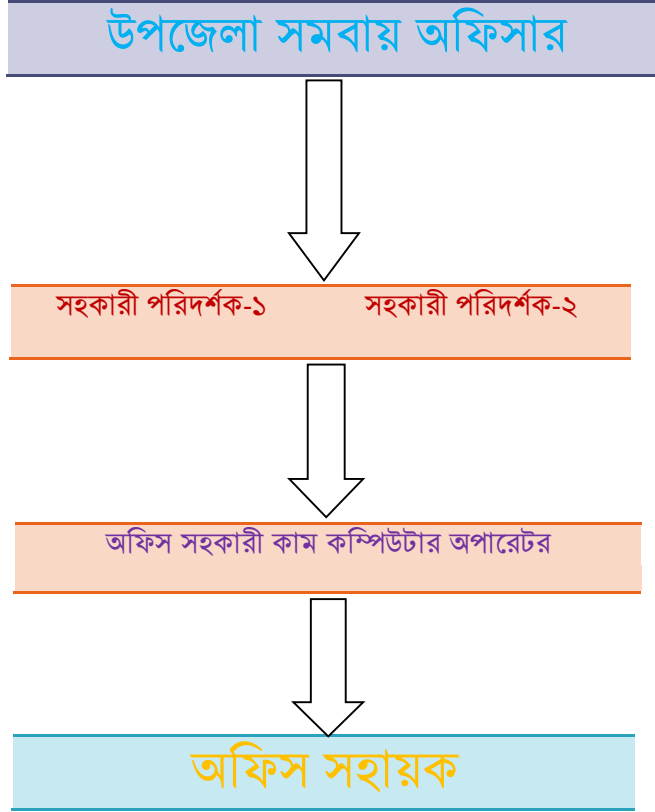 উপজেলা সমবায় অফিসার
সহকারী পরিদর্শক-১ সহকারী পরিদর্শক-২
অফিস সহকারী কাম কম্পিউটার অপারেটর
অফিস সহায়ক